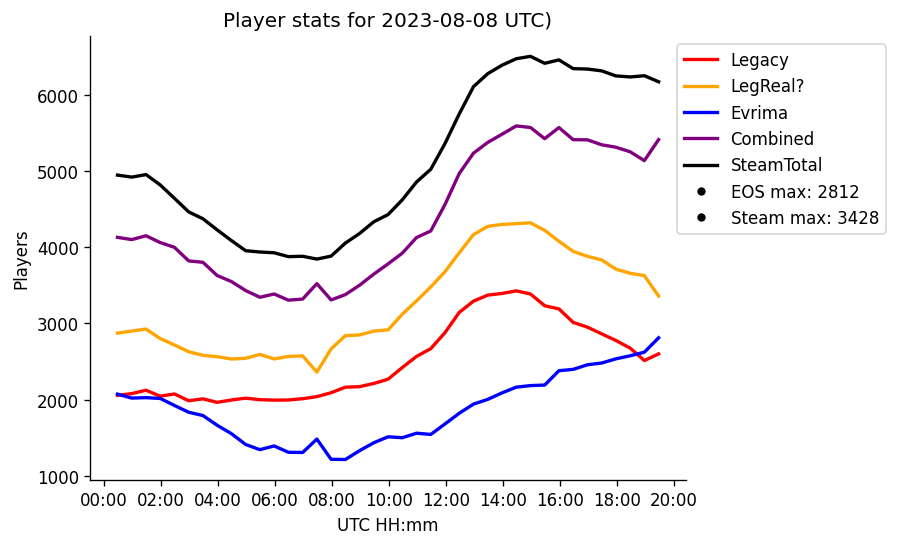 Player stats for 2023-08-08 UTC)
Legacy
LegReal?
Evrima
Combined
SteamTotal
EOS max: 2812
Steam max: 3428
Players
6000
5000
4000
3000
2000
1000
00:00 02:00 04:00 06:00 08:00 10:00 12:00 14:00 16:00 18:00 20:00
UTC HH:mm